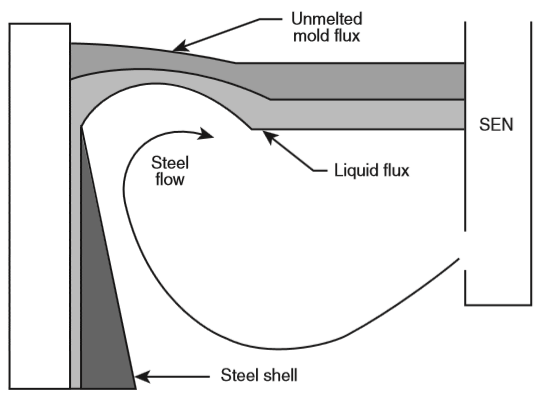 Unmelted
mold flux
SEN
Steel
flow
Liquid flux
Steel shell